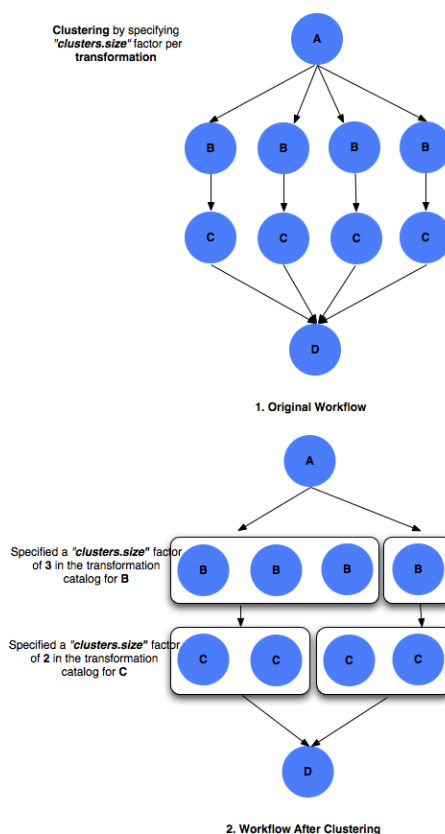 Clustering by specifying
"clusters.size" factor per
transformation
A
B B B B
C C C C
D
1. Original Workflow
A
Specified a "clusters.size" factor
of 3 in the transformation
catalog for B
B B B B
Specified a "clusters.size" factor
of 2 in the transformation
catalog for C
C C C C
D
2. Workflow After Clustering